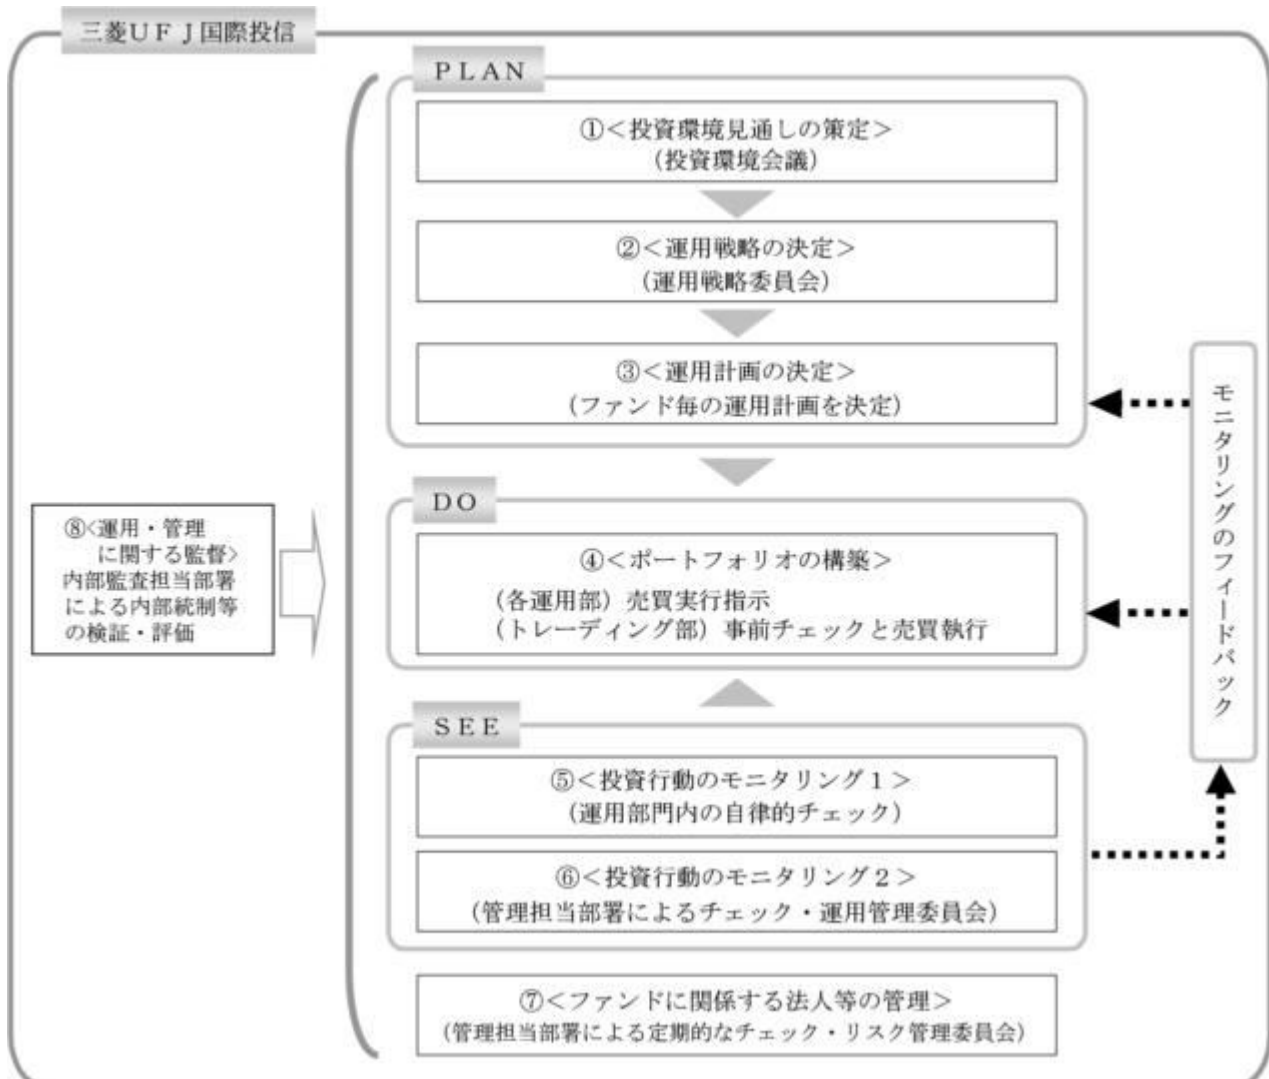 三菱ＵＦＪ国際投信
ＰＬＡＮ
①＜投資環境見通しの策定＞
（投資環境会議）
②＜運用戦略の決定＞
（運用戦略委員会）
③＜運用計画の決定＞
（ファンド毎の運用計画を決定）
ＤＯ
④＜ポートフォリオの構築＞
（各運用部）売買実行指示
（トレーディング部）事前チェックと売買執行
ＳＥＥ
⑤＜投資行動のモニタリング１＞
（運用部門内の自律的チェック）
⑥＜投資行動のモニタリング２＞
（管理担当部署によるチェック・運用管理委員会）
⑦＜ファンドに関係する法人等の管理＞
（管理担当部署による定期的なチェック・リスク管理委員会）
⑧<運用・管理
に関する監督>
内部監査担当部署
による内部統制等
の検証・評価
モニタリングのフィードバック